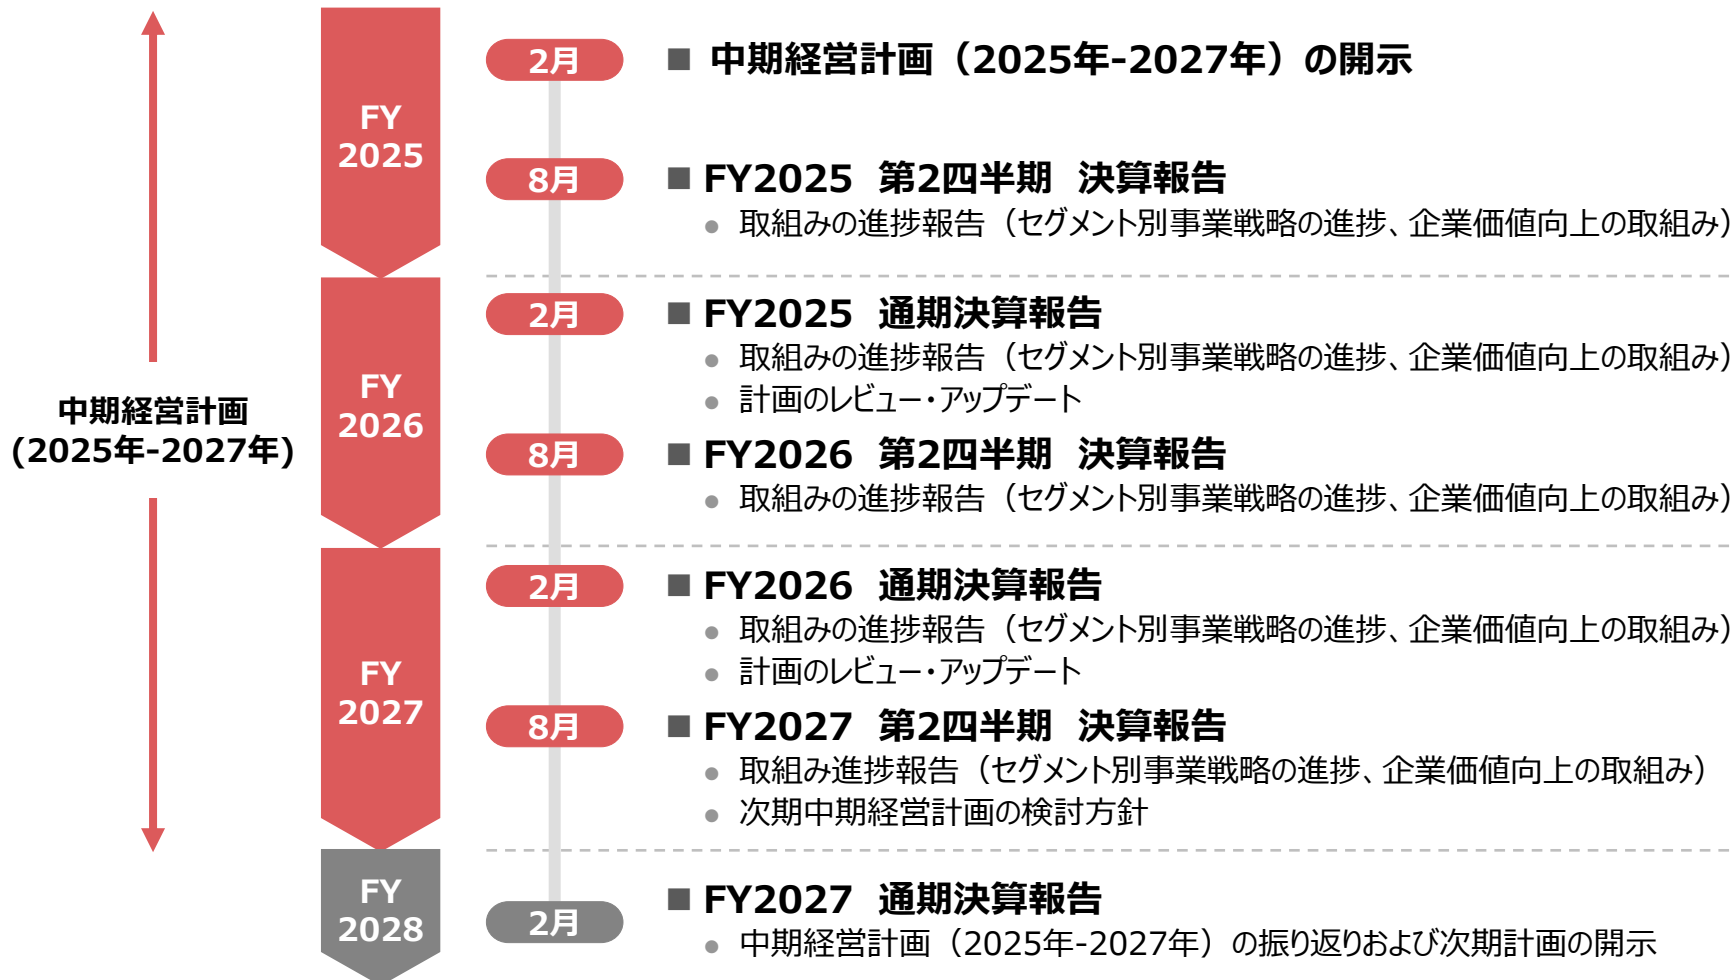 中期経営計画
(2025年-2027年)
FY
2025
2月
■ 中期経営計画（2025年-2027年）の開示
8月
■ FY2025 第2四半期 決算報告
● 取組みの進捗報告（セグメント別事業戦略の進捗、企業価値向上の取組み）
FY
2026
2月
■ FY2025 通期決算報告
● 取組みの進捗報告（セグメント別事業戦略の進捗、企業価値向上の取組み）
● 計画のレビュー・アップデート
8月
■ FY2026 第2四半期 決算報告
● 取組みの進捗報告（セグメント別事業戦略の進捗、企業価値向上の取組み）
FY
2027
2月
■ FY2026 通期決算報告
● 取組みの進捗報告（セグメント別事業戦略の進捗、企業価値向上の取組み）
● 計画のレビュー・アップデート
8月
■ FY2027 第2四半期 決算報告
● 取組み進捗報告（セグメント別事業戦略の進捗、企業価値向上の取組み）
● 次期中期経営計画の検討方針
FY
2028
2月
■ FY2027 通期決算報告
● 中期経営計画（2025年-2027年）の振り返りおよび次期計画の開示